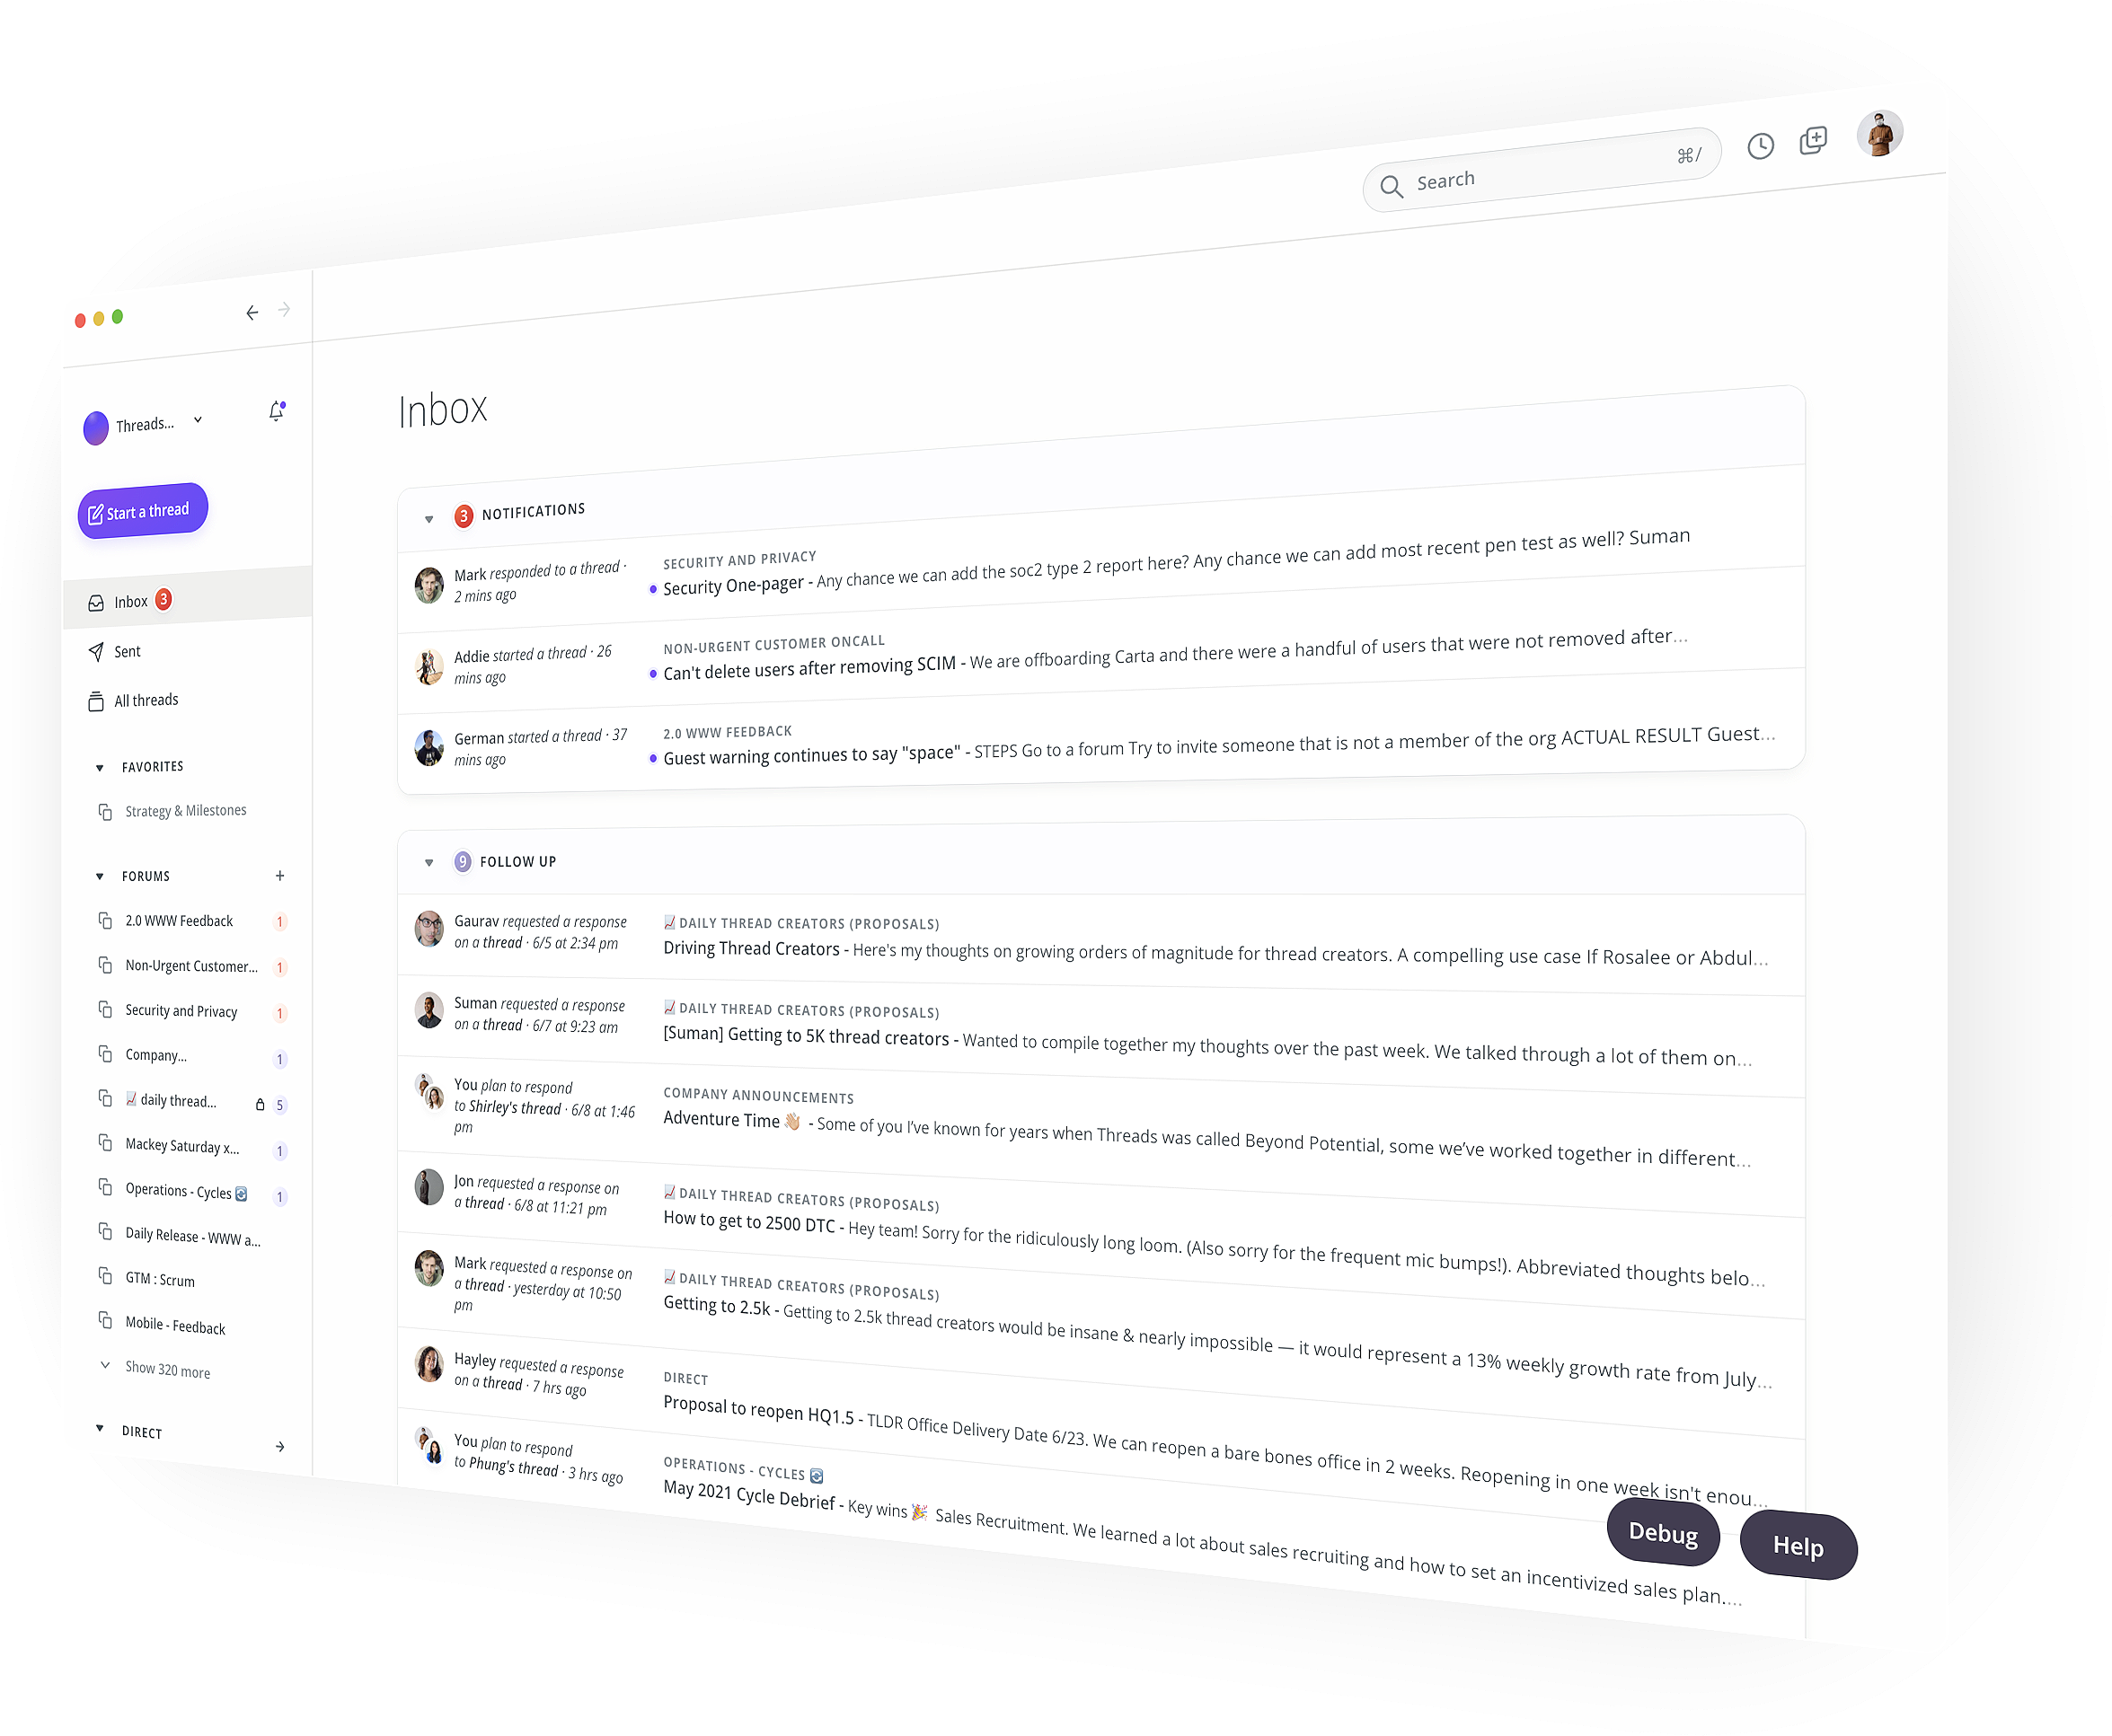 Search ⌘/
Threads...
Start a thread
Inbox 3
Sent
All threads
FAVORITES
Strategy & Milestones
FORUMS +
2.0 WWW Feedback 1
Non-Urgent Customer... 1
Security and Privacy 1
Company... 1
📈 daily thread... 5
Mackey Saturday x... 1
Operations - Cycles 🔄 1
Daily Release - WWW a...
GTM : Scrum
Mobile - Feedback
Show 320 more
DIRECT
Inbox
3 NOTIFICATIONS
Mark responded to a thread ·
2 mins ago
SECURITY AND PRIVACY
Security One-pager - Any chance we can add the soc2 type 2 report here? Any chance we can add most recent pen test as well? Suman
Addie started a thread · 26
mins ago
NON-URGENT CUSTOMER ONCALL
Can't delete users after removing SCIM - We are offboarding Carta and there were a handful of users that were not removed after...
German started a thread · 37
mins ago
2.0 WWW FEEDBACK
Guest warning continues to say "space" - STEPS Go to a forum Try to invite someone that is not a member of the org ACTUAL RESULT Guest...
9 FOLLOW UP
Gaurav requested a response
on a thread · 6/5 at 2:34 pm
📈 DAILY THREAD CREATORS (PROPOSALS)
Driving Thread Creators - Here's my thoughts on growing orders of magnitude for thread creators. A compelling use case If Rosalee or Abdul...
Suman requested a response
on a thread · 6/7 at 9:23 am
📈 DAILY THREAD CREATORS (PROPOSALS)
[Suman] Getting to 5K thread creators - Wanted to compile together my thoughts over the past week. We talked through a lot of them on...
You plan to respond
to Shirley's thread · 6/8 at 1:46
pm
COMPANY ANNOUNCEMENTS
Adventure Time 👋🏼 - Some of you I've known for years when Threads was called Beyond Potential, some we've worked together in different...
Jon requested a response on
a thread · 6/8 at 11:21 pm
📈 DAILY THREAD CREATORS (PROPOSALS)
How to get to 2500 DTC - Hey team! Sorry for the ridiculously long loom. (Also sorry for the frequent mic bumps!). Abbreviated thoughts belo...
Mark requested a response on
a thread · yesterday at 10:50
pm
📈 DAILY THREAD CREATORS (PROPOSALS)
Getting to 2.5k - Getting to 2.5k thread creators would be insane & nearly impossible — it would represent a 13% weekly growth rate from July...
Hayley requested a response
on a thread · 7 hrs ago
DIRECT
Proposal to reopen HQ1.5 - TLDR Office Delivery Date 6/23. We can reopen a bare bones office in 2 weeks. Reopening in one week isn't enou...
You plan to respond
to Phung's thread · 3 hrs ago
OPERATIONS - CYCLES 🔄
May 2021 Cycle Debrief - Key wins 🎉 Sales Recruitment. We learned a lot about sales recruiting and how to set an incentivized sales plan....
Debug
Help